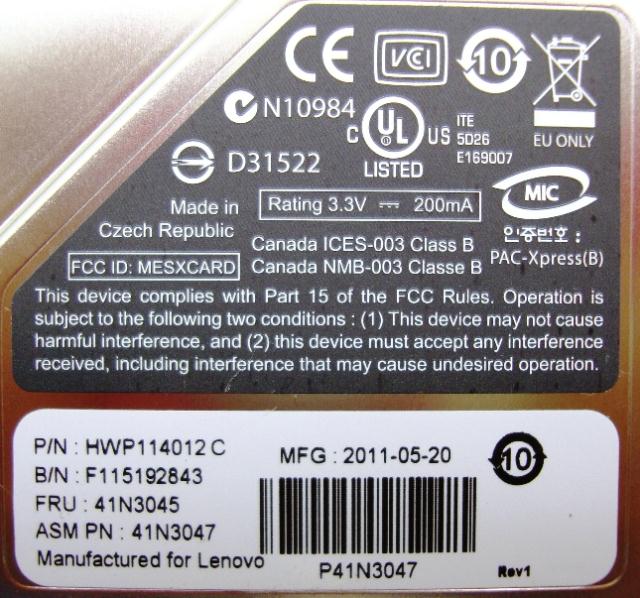 CE
VCI
10
N10984
C UL US
LISTED
ITE
5D26
E169007
EU ONLY
D31522
Made in
Czech Republic
Rating 3.3V ⎓ 200mA
MIC
인증번호 :
PAC-Xpress(B)
Canada ICES-003 Class B
Canada NMB-003 Classe B
FCC ID: MESXCARD
This device complies with Part 15 of the FCC Rules. Operation is
subject to the following two conditions : (1) This device may not cause
harmful interference, and (2) this device must accept any interference
received, including interference that may cause undesired operation.
P/N : HWP114012 C
B/N : F115192843
FRU : 41N3045
ASM PN : 41N3047
Manufactured for Lenovo
MFG : 2011-05-20
10
P41N3047
Rev1